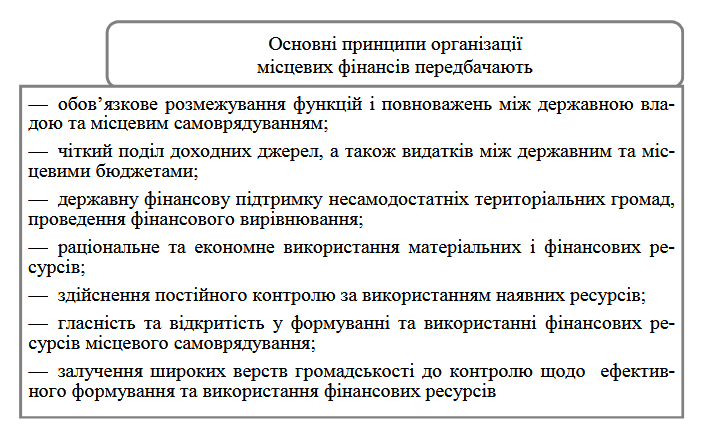 Основні принципи організації
місцевих фінансів передбачають
— обов’язкове розмежування функцій і повноважень між державною вла-
дою та місцевим самоврядуванням;
— чіткий поділ доходних джерел, а також видатків між державним та міс-
цевими бюджетами;
— державну фінансову підтримку несамодостатніх територіальних громад,
проведення фінансового вирівнювання;
— раціональне та економне використання матеріальних і фінансових ре-
сурсів;
— здійснення постійного контролю за використанням наявних ресурсів;
— гласність та відкритість у формуванні та використанні фінансових ре-
сурсів місцевого самоврядування;
— залучення широких верств громадськості до контролю щодо ефектив-
ного формування та використання фінансових ресурсів